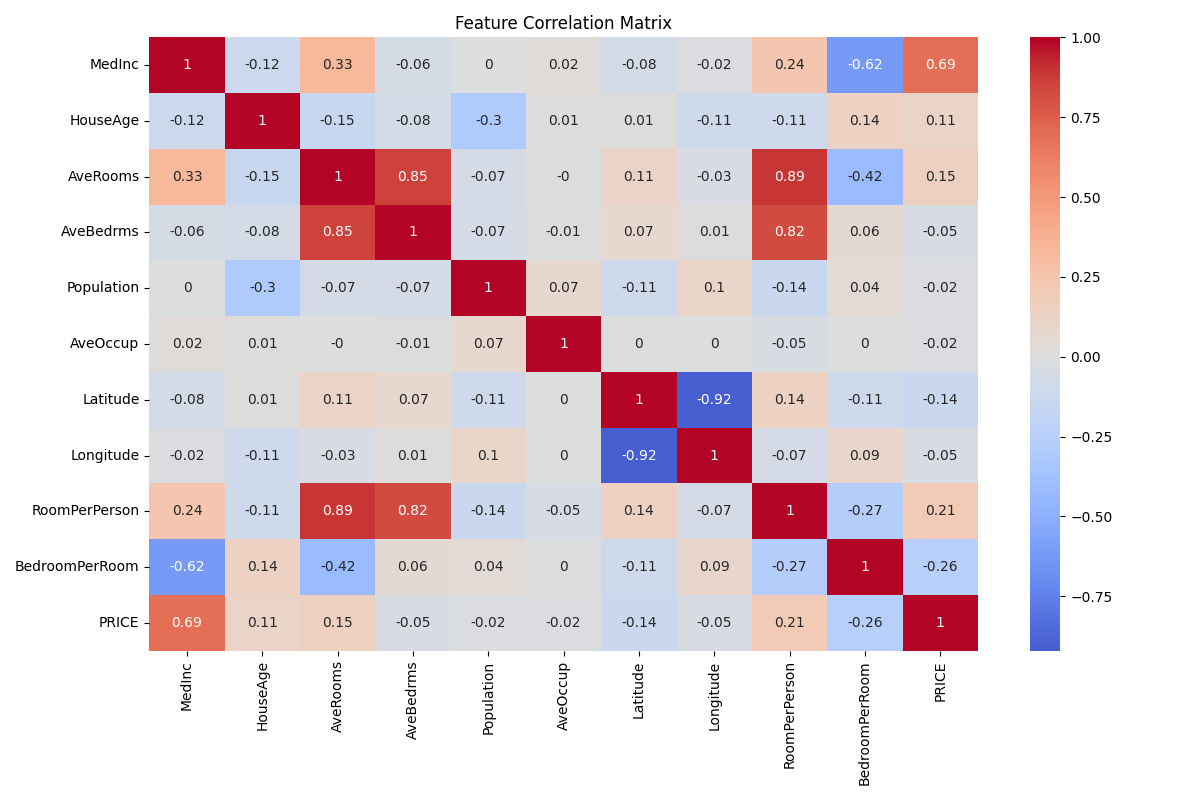 Feature Correlation Matrix
MedInc 1 -0.12 0.33 -0.06 0 0.02 -0.08 -0.02 0.24 -0.62 0.69
HouseAge -0.12 1 -0.15 -0.08 -0.3 0.01 0.01 -0.11 -0.11 0.14 0.11
AveRooms 0.33 -0.15 1 0.85 -0.07 -0 0.11 -0.03 0.89 -0.42 0.15
AveBedrms -0.06 -0.08 0.85 1 -0.07 -0.01 0.07 0.01 0.82 0.06 -0.05
Population 0 -0.3 -0.07 -0.07 1 0.07 -0.11 0.1 -0.14 0.04 -0.02
AveOccup 0.02 0.01 -0 -0.01 0.07 1 0 0 -0.05 0 -0.02
Latitude -0.08 0.01 0.11 0.07 -0.11 0 1 -0.92 0.14 -0.11 -0.14
Longitude -0.02 -0.11 -0.03 0.01 0.1 0 -0.92 1 -0.07 0.09 -0.05
RoomPerPerson 0.24 -0.11 0.89 0.82 -0.14 -0.05 0.14 -0.07 1 -0.27 0.21
BedroomPerRoom -0.62 0.14 -0.42 0.06 0.04 0 -0.11 0.09 -0.27 1 -0.26
PRICE 0.69 0.11 0.15 -0.05 -0.02 -0.02 -0.14 -0.05 0.21 -0.26 1
MedInc
HouseAge
AveRooms
AveBedrms
Population
AveOccup
Latitude
Longitude
RoomPerPerson
BedroomPerRoom
PRICE
1.00
0.75
0.50
0.25
0.00
−0.25
−0.50
−0.75